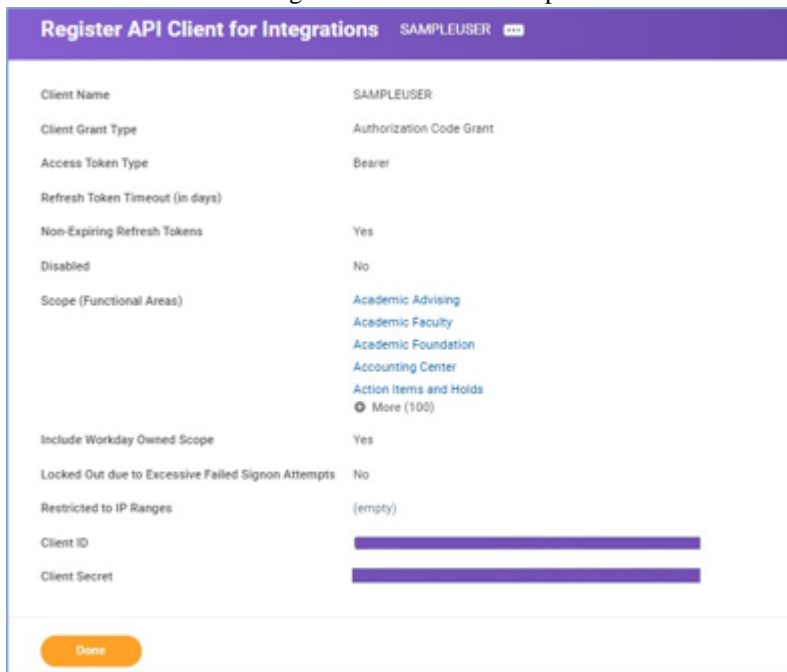 Register API Client for Integrations SAMPLEUSER
Client Name SAMPLEUSER
Client Grant Type Authorization Code Grant
Access Token Type Bearer
Refresh Token Timeout (in days)
Non-Expiring Refresh Tokens Yes
Disabled No
Scope (Functional Areas) Academic Advising
Academic Faculty
Academic Foundation
Accounting Center
Action Items and Holds
More (100)
Include Workday Owned Scope Yes
Locked Out due to Excessive Failed Signon Attempts No
Restricted to IP Ranges (empty)
Client ID
Client Secret
Done